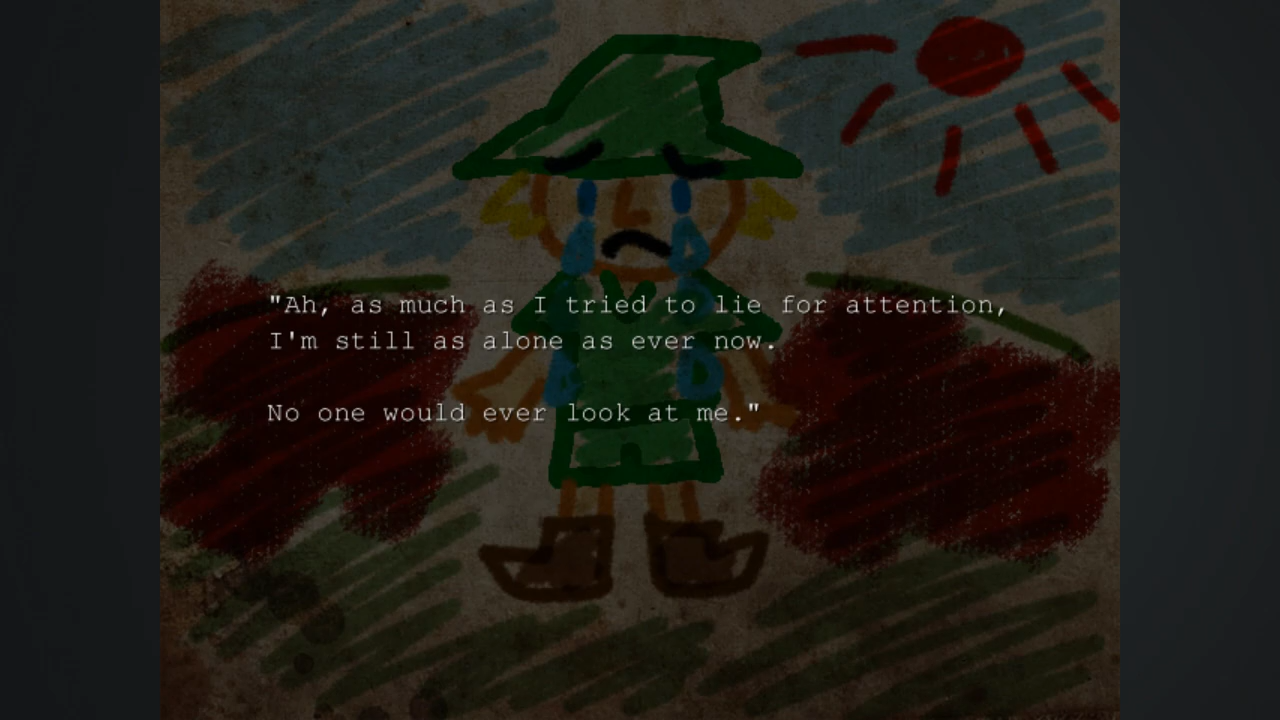 "Ah, as much as I tried to lie for attention,
I'm still as alone as ever now.
No one would ever look at me."